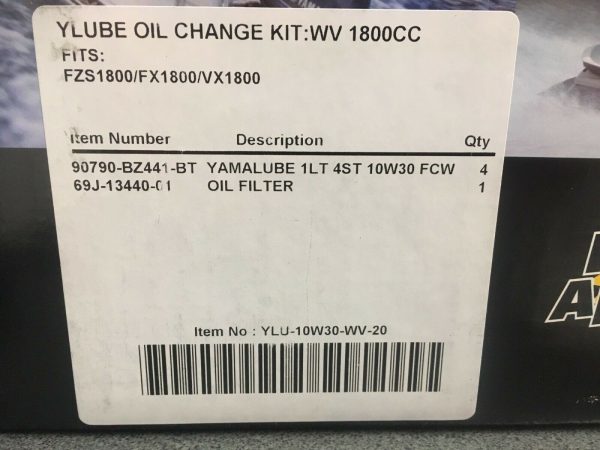 YLUBE OIL CHANGE KIT:WV 1800CC
FITS:
FZS1800/FX1800/VX1800
Item Number Description Qty
90790-BZ441-BT YAMALUBE 1LT 4ST 10W30 FCW 4
69J-13440-01 OIL FILTER 1
Item No : YLU-10W30-WV-20